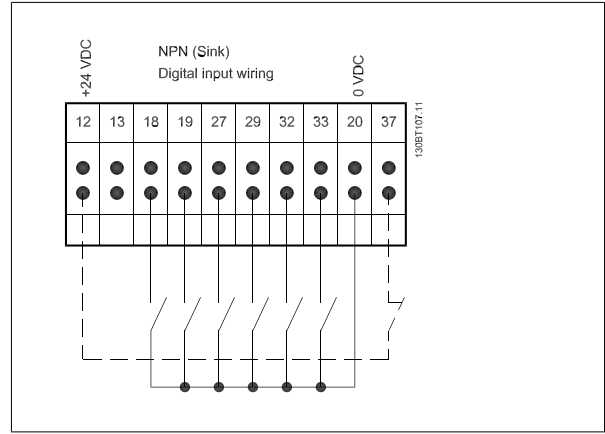 NPN (Sink)
Digital input wiring
+24 VDC
0 VDC
12 13 18 19 27 29 32 33 20 37
130BT107.11